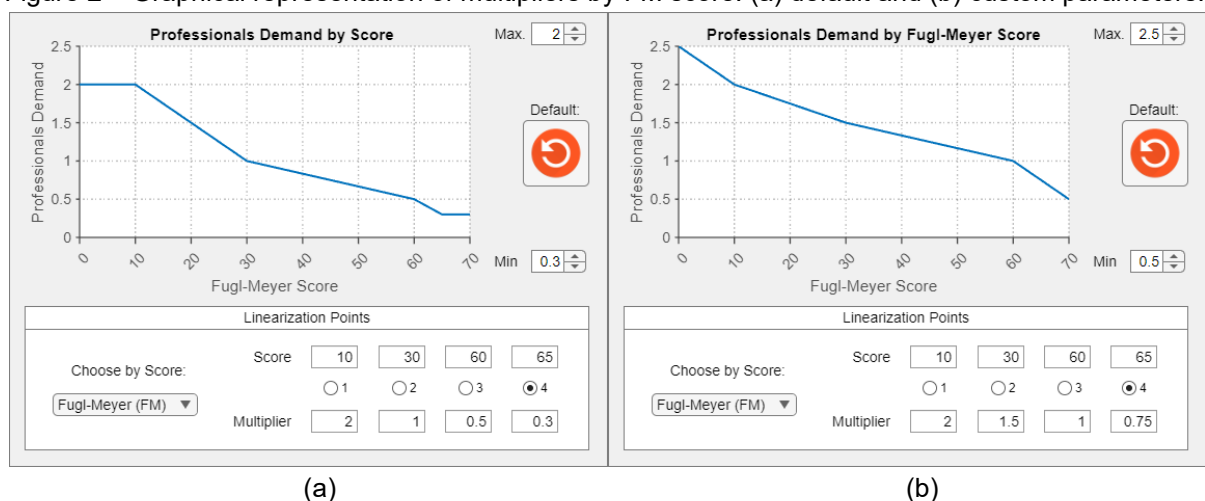 Figure 2 – Graphical representation of multipliers by FM score: (a) default and (b) custom parameters.
Professionals Demand by Score
Max. 2
2.5
2
1.5
1
0.5
0
Professionals Demand
0 10 20 30 40 50 60 70
Fugl-Meyer Score
Default:
Min 0.3
Linearization Points
Choose by Score:
Fugl-Meyer (FM)
Score 10 30 60 65
1 2 3 4
Multiplier 2 1 0.5 0.3
(a)
Professionals Demand by Fugl-Meyer Score
Max. 2.5
2.5
2
1.5
1
0.5
0
Professionals Demand
0 10 20 30 40 50 60 70
Fugl-Meyer Score
Default:
Min 0.5
Linearization Points
Choose by Score:
Fugl-Meyer (FM)
Score 10 30 60 65
1 2 3 4
Multiplier 2 1.5 1 0.75
(b)